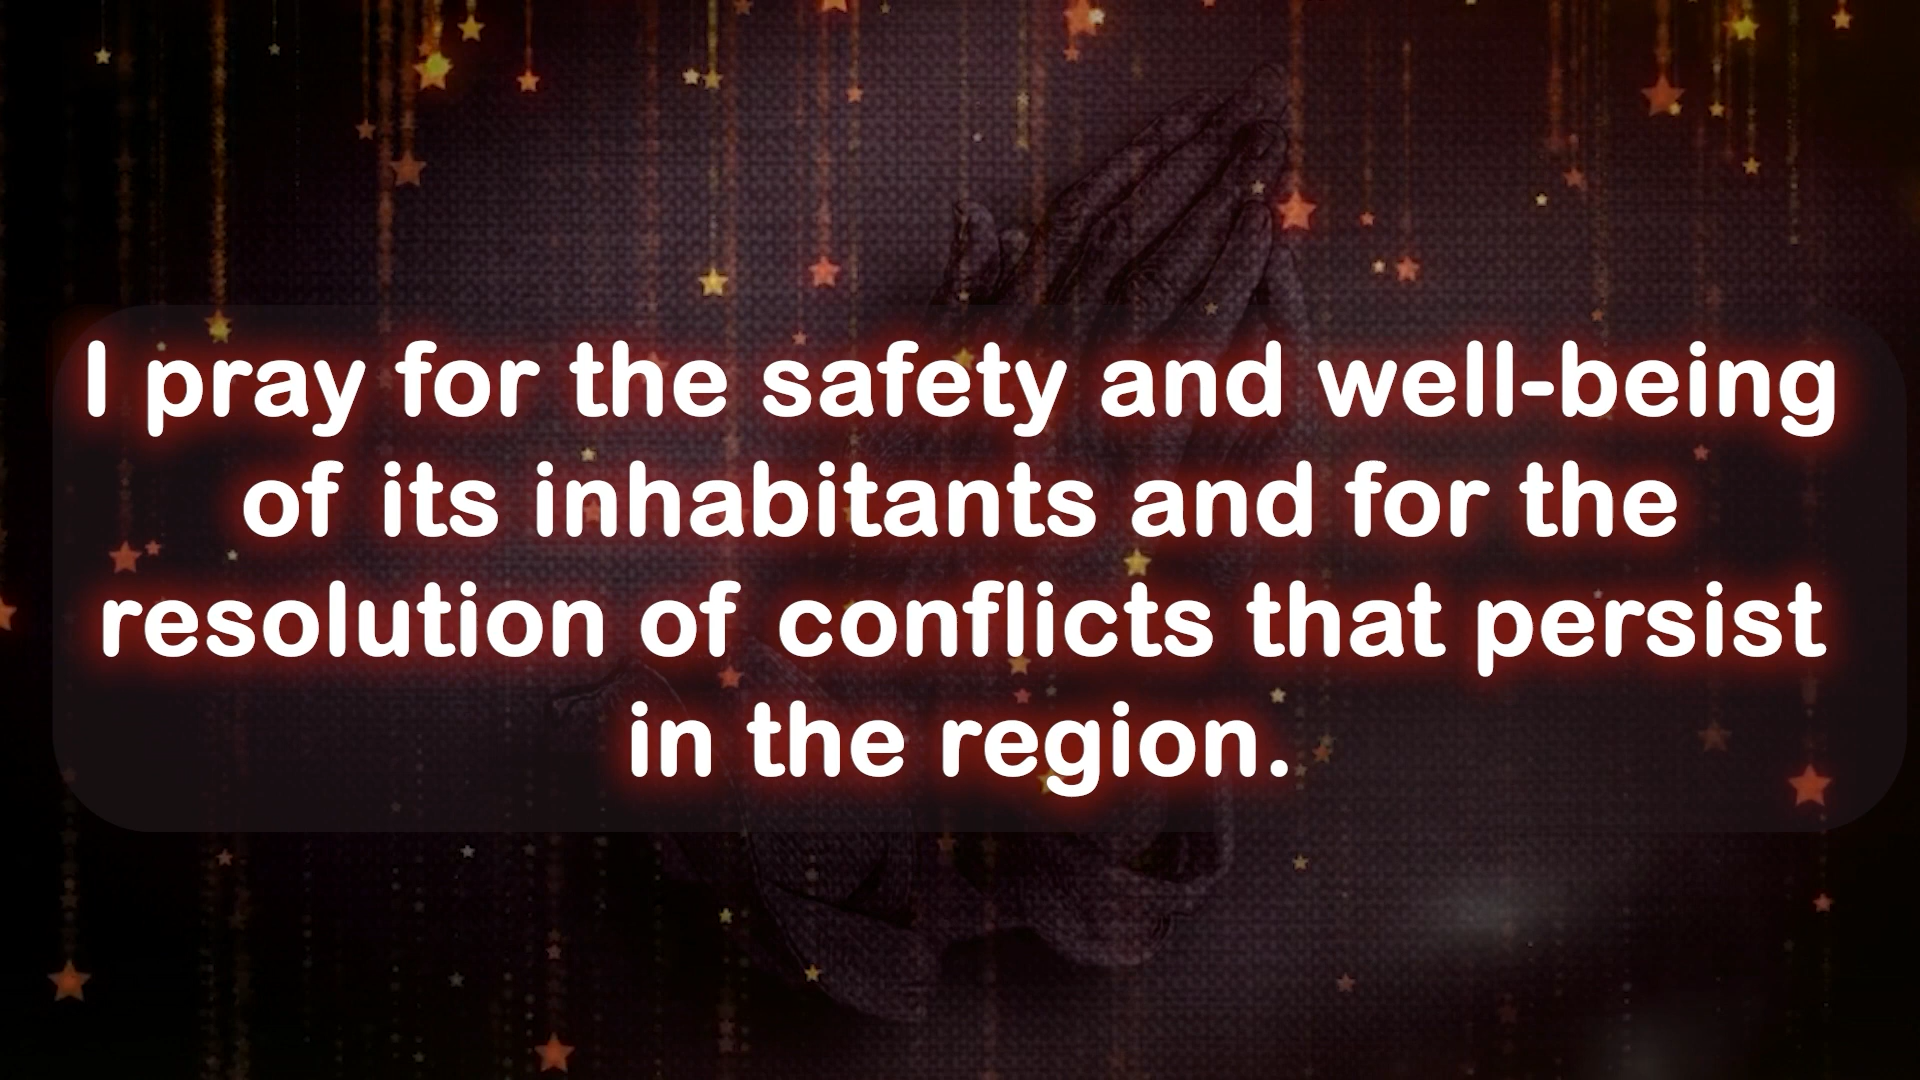 I pray for the safety and well-being
of its inhabitants and for the
resolution of conflicts that persist
in the region.